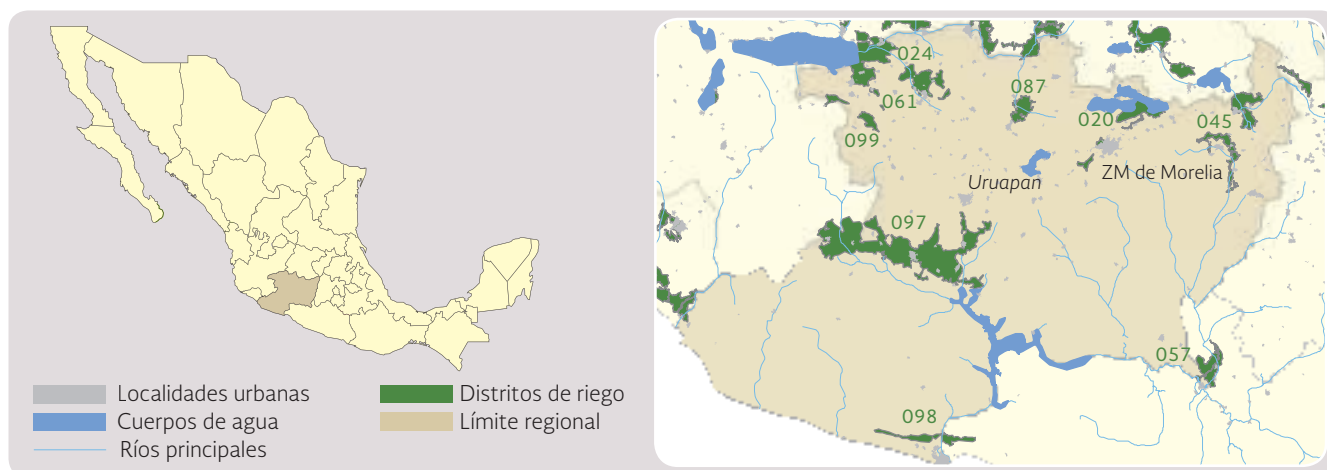 Localidades urbanas
Cuerpos de agua
Ríos principales
Distritos de riego
Límite regional
024
061
087
099
020
045
ZM de Morelia
Uruapan
097
057
098